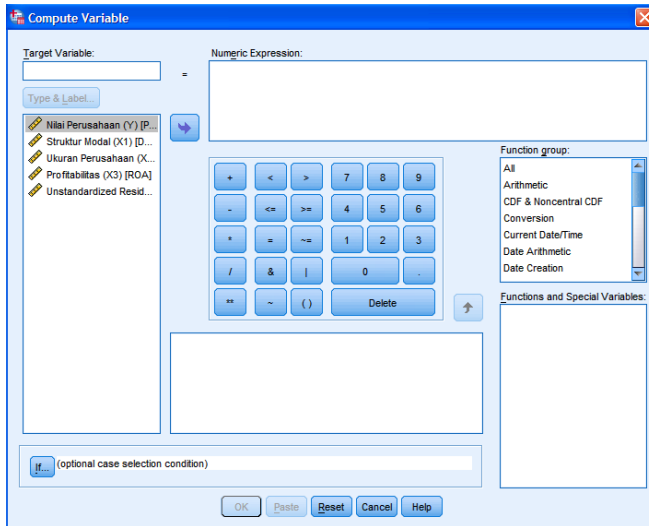 Compute Variable
Target Variable:
=
Type & Label...
Numeric Expression:
Nilai Perusahaan (Y) [P...
Struktur Modal (X1) [D...
Ukuran Perusahaan (X...
Profitabilitas (X3) [ROA]
Unstandardized Resid...
+ < > 7 8 9
- <= >= 4 5 6
* = ~= 1 2 3
/ & | 0 .
** ~ ( ) Delete
Function group:
All
Arithmetic
CDF & Noncentral CDF
Conversion
Current Date/Time
Date Arithmetic
Date Creation
Functions and Special Variables:
If... (optional case selection condition)
OK Paste Reset Cancel Help